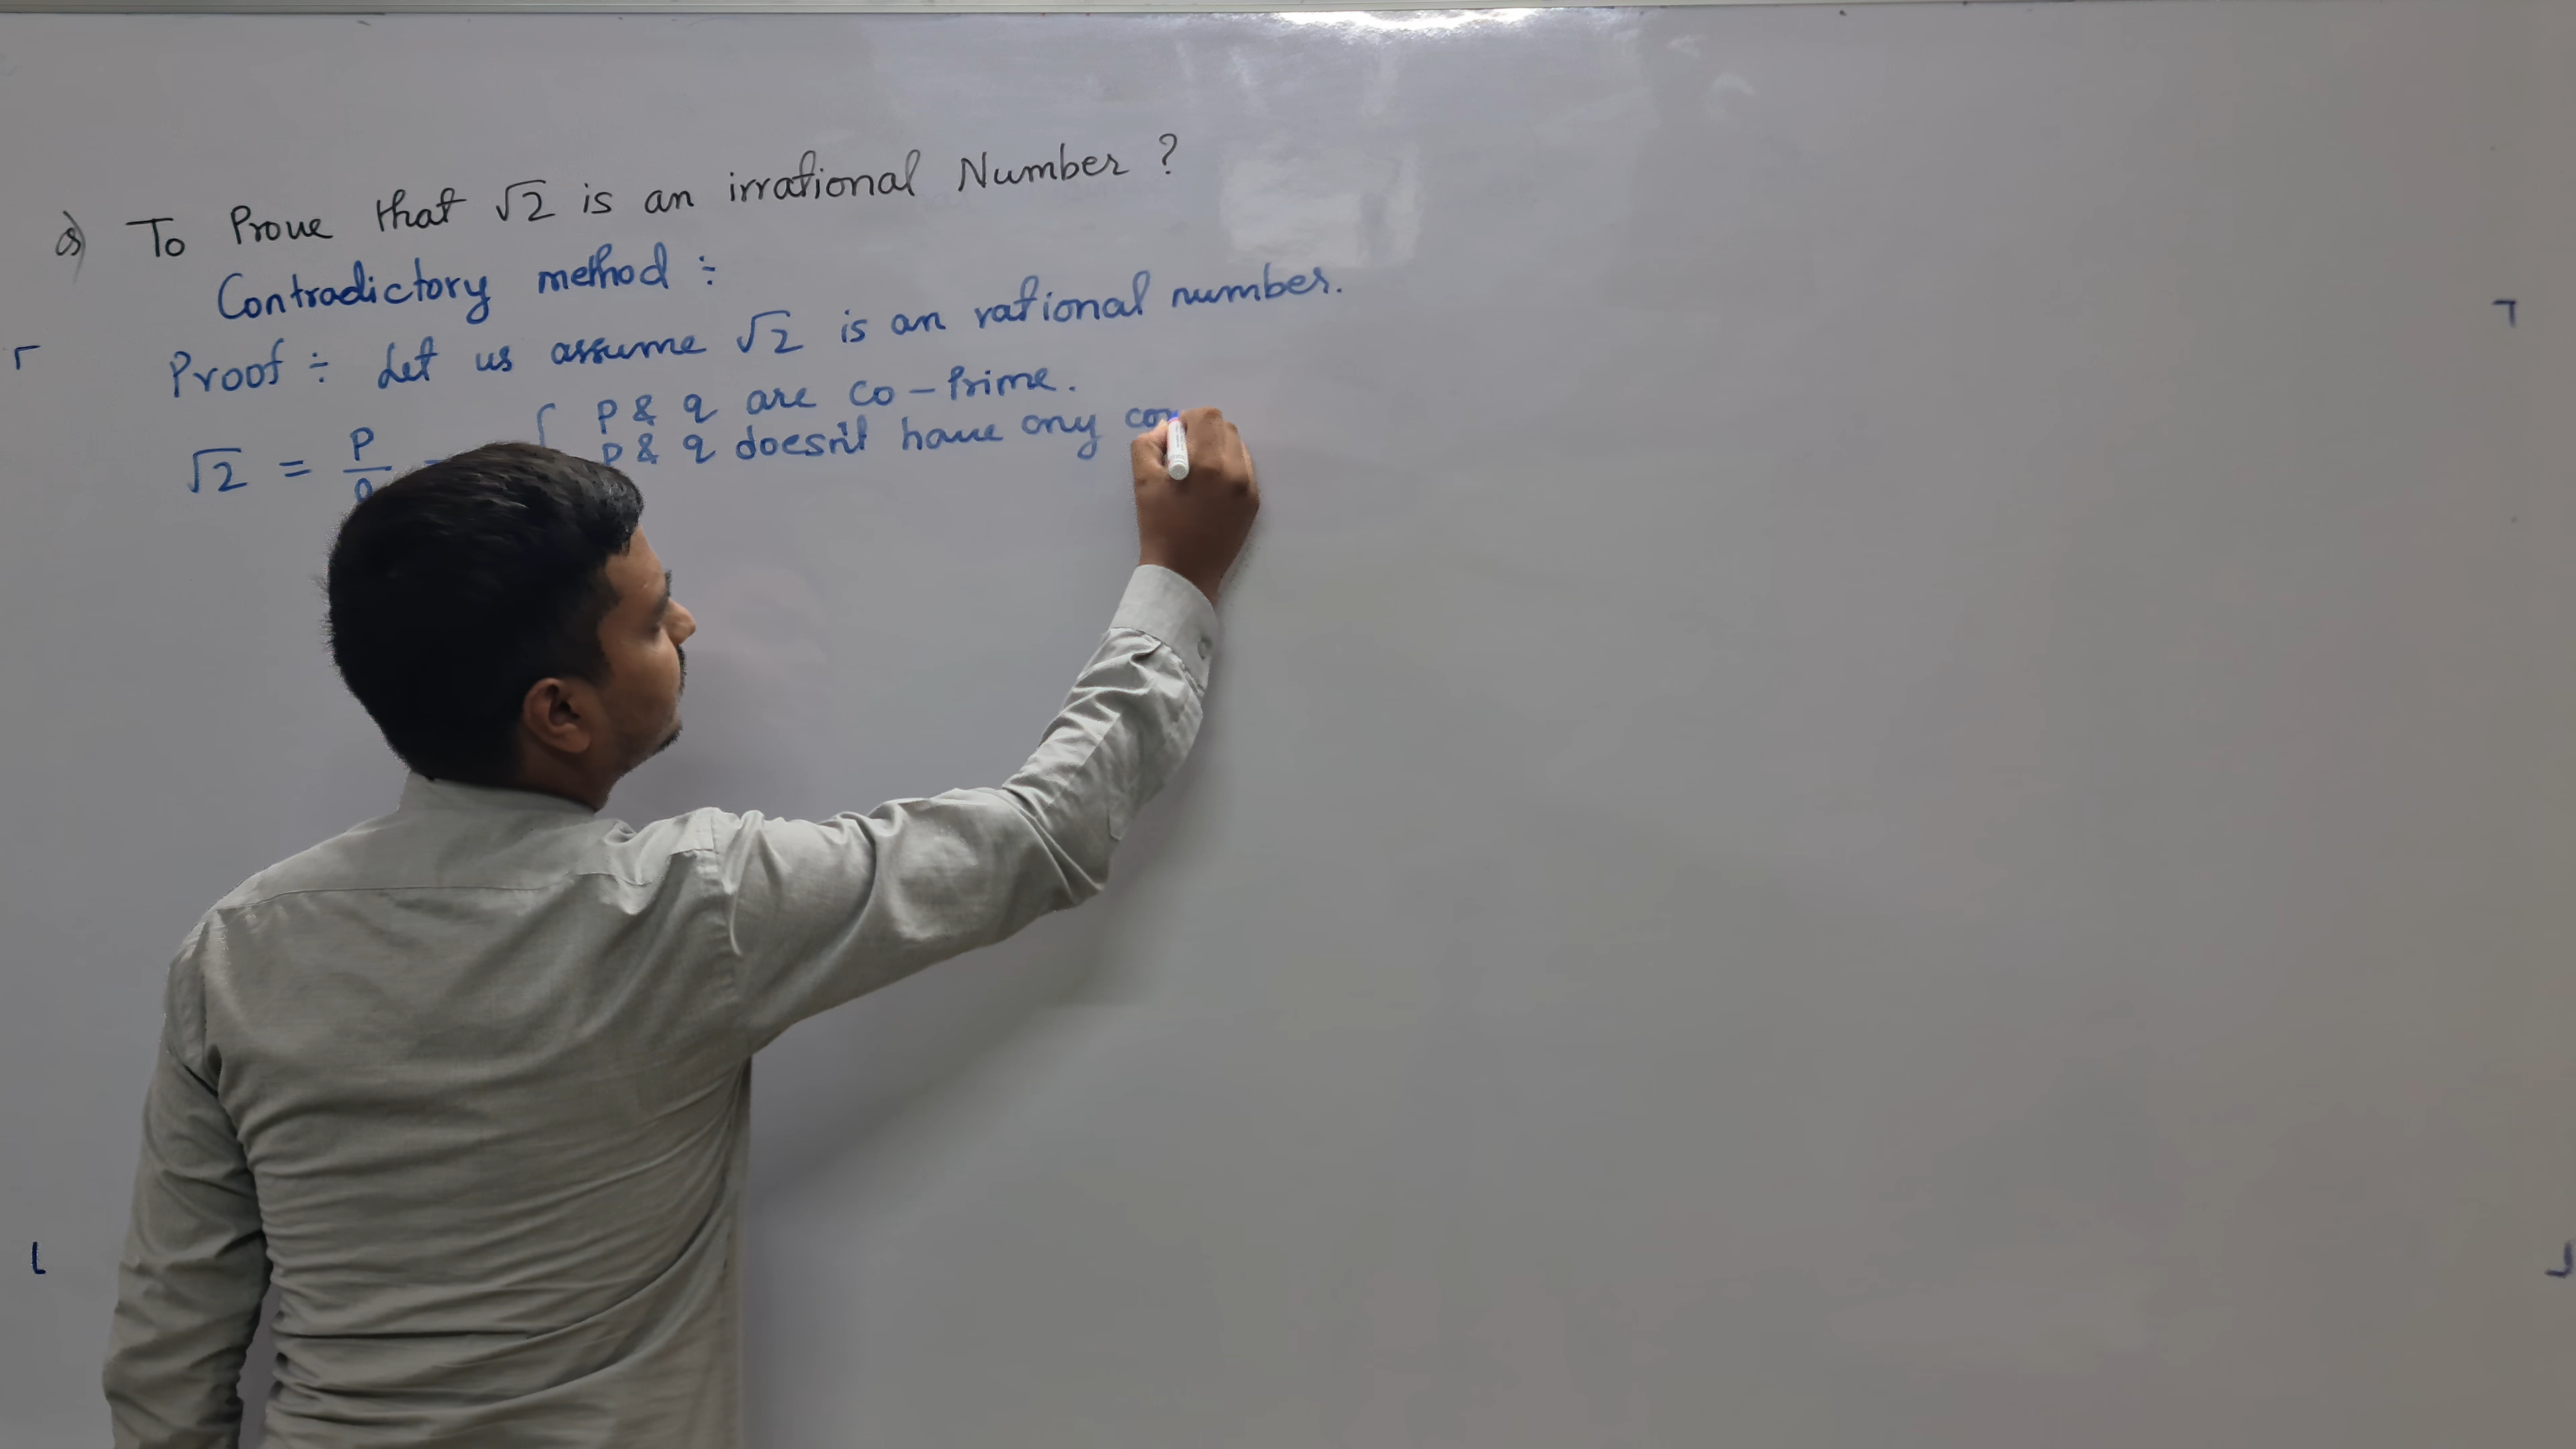 Q) To Prove that √2 is an irrational Number ?
Contradictory method ÷
Proof ÷ Let us assume √2 is an rational number.
P & q are co-Prime.
√2 = P/q
P & q doesn't have any